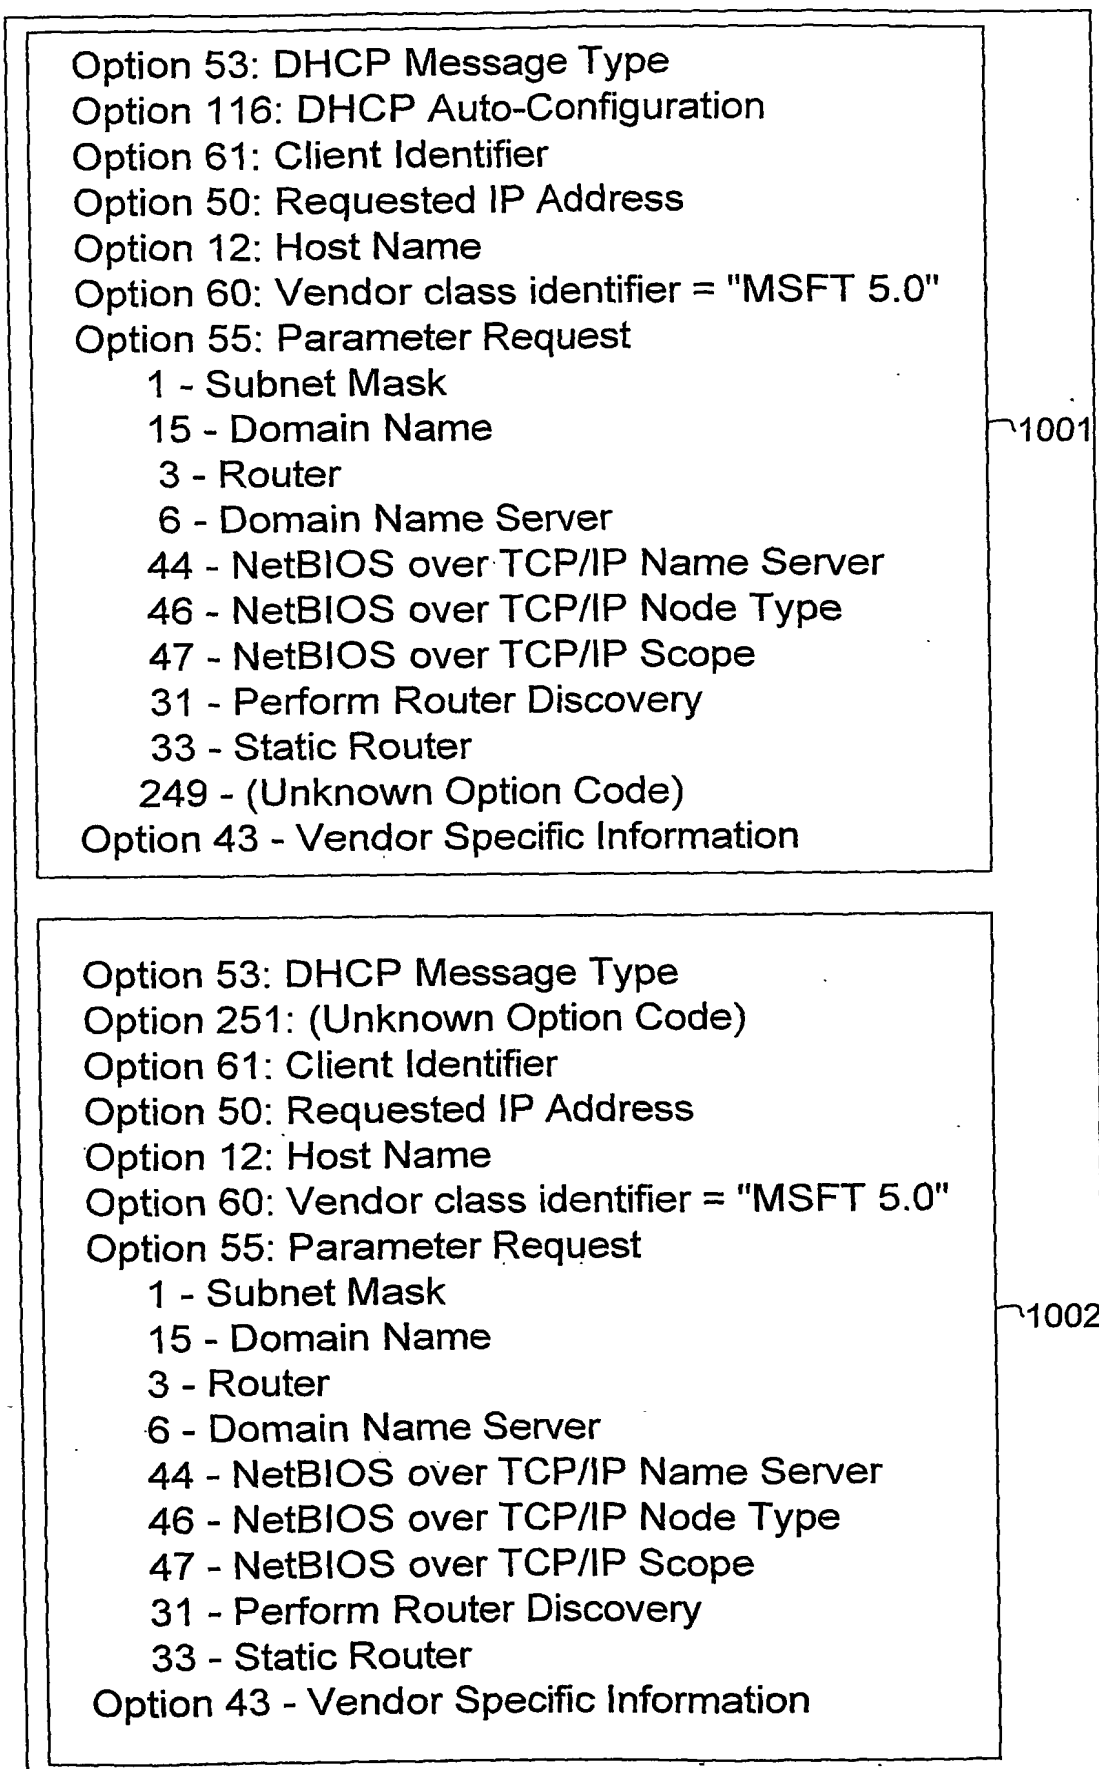 Option 53: DHCP Message Type
Option 116: DHCP Auto-Configuration
Option 61: Client Identifier
Option 50: Requested IP Address
Option 12: Host Name
Option 60: Vendor class identifier = "MSFT 5.0"
Option 55: Parameter Request
1 - Subnet Mask
15 - Domain Name
3 - Router
6 - Domain Name Server
44 - NetBIOS over TCP/IP Name Server
46 - NetBIOS over TCP/IP Node Type
47 - NetBIOS over TCP/IP Scope
31 - Perform Router Discovery
33 - Static Router
249 - (Unknown Option Code)
Option 43 - Vendor Specific Information
1001
Option 53: DHCP Message Type
Option 251: (Unknown Option Code)
Option 61: Client Identifier
Option 50: Requested IP Address
Option 12: Host Name
Option 60: Vendor class identifier = "MSFT 5.0"
Option 55: Parameter Request
1 - Subnet Mask
15 - Domain Name
3 - Router
6 - Domain Name Server
44 - NetBIOS over TCP/IP Name Server
46 - NetBIOS over TCP/IP Node Type
47 - NetBIOS over TCP/IP Scope
31 - Perform Router Discovery
33 - Static Router
Option 43 - Vendor Specific Information
1002